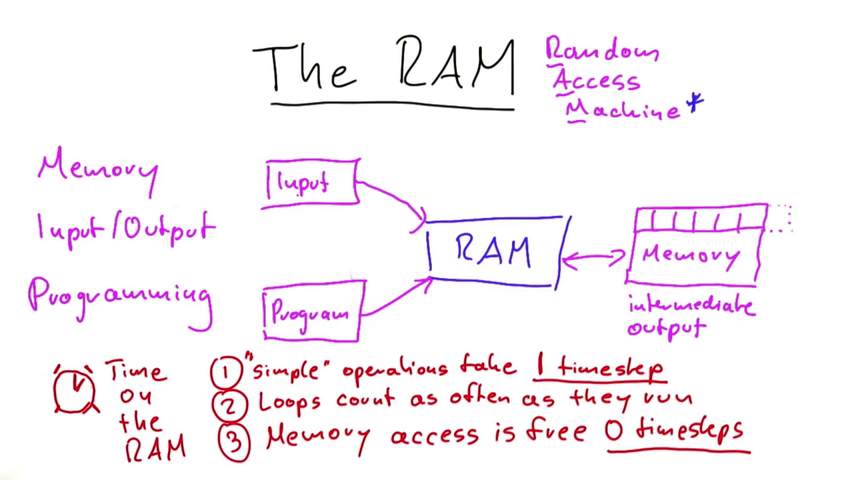 The RAM
Random
Access
Machine*
Memory
Input/Output
Programming
Input
Program
RAM
Memory
intermediate
output
Time
on
the
RAM
1 "simple" operations take 1 timestep
2 Loops count as often as they run
3 Memory access is free 0 timesteps